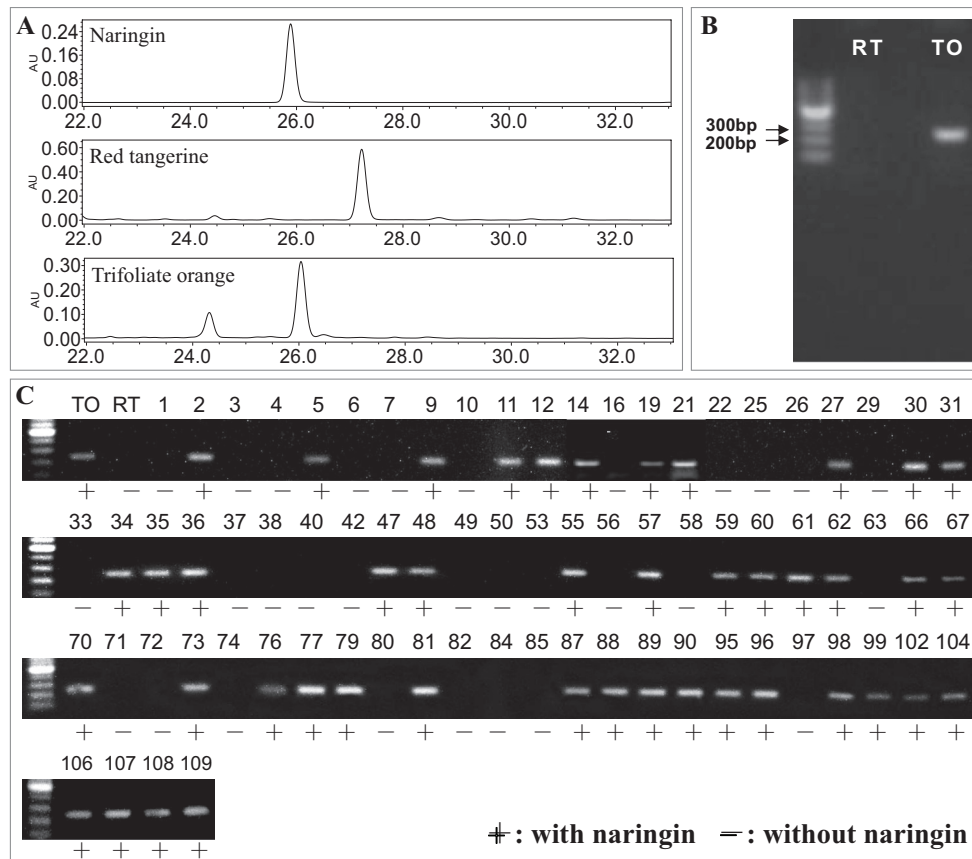 A
Naringin
AU
0.24
0.16
0.08
0.00
22.0 24.0 26.0 28.0 30.0 32.0
Red tangerine
AU
0.60
0.40
0.20
0.00
22.0 24.0 26.0 28.0 30.0 32.0
Trifoliate orange
AU
0.30
0.20
0.10
0.00
22.0 24.0 26.0 28.0 30.0 32.0
B
RT TO
300bp
200bp
C
TO RT 1 2 3 4 5 6 7 9 10 11 12 14 16 19 21 22 25 26 27 29 30 31
+ − − + − − + − − + − + + + − + + − − − + − + +
33 34 35 36 37 38 40 42 47 48 49 50 53 55 56 57 58 59 60 61 62 63 66 67
− + + + − − − − + + − − − + − + − + + − + − + +
70 71 72 73 74 76 77 79 80 81 82 84 85 87 88 89 90 95 96 97 98 99 102 104
+ − − + − + + + − + − − − + + + + + + − + + + +
106 107 108 109
+ + + +
+ : with naringin − : without naringin